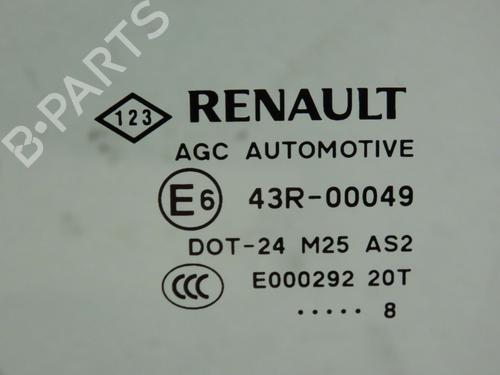 B-PARTS
123 RENAULT
AGC AUTOMOTIVE
E6 43R-00049
DOT-24 M25 AS2
CCC E000292 20T
..... 8